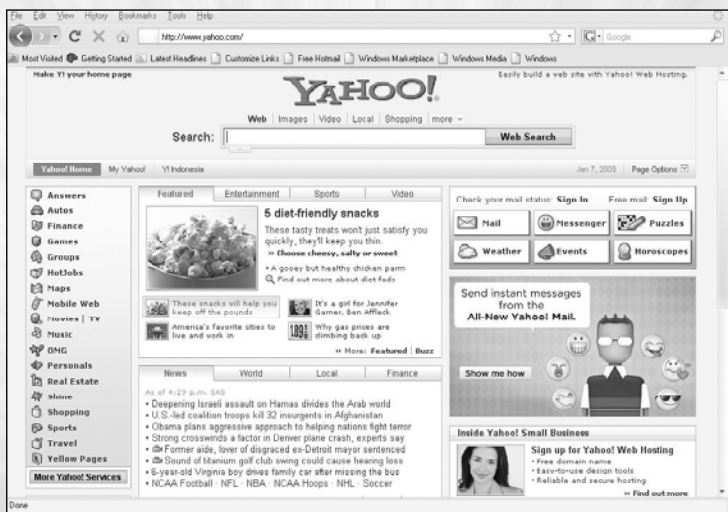 File Edit View History Bookmarks Tools Help
http://www.yahoo.com/
Google
Most Visited Getting Started Latest Headlines Customize Links Free Hotmail Windows Marketplace Windows Media Windows
Make Y! your home page
Easily build a web site with Yahoo! Web Hosting.
YAHOO!
Web Images Video Local Shopping more
Search: Web Search
Yahoo! Home My Yahoo! Y! Indonesia
Jan 7, 2009 Page Options
Answers
Autos
Finance
Games
Groups
HotJobs
Maps
Mobile Web
Movies | TV
Music
OMG
Personals
Real Estate
Shine
Shopping
Sports
Travel
Yellow Pages
More Yahoo! Services
Featured Entertainment Sports Video
5 diet-friendly snacks
These tasty treats won't just satisfy you
quickly, they'll keep you thin.
» Choose cheesy, salty or sweet
• A gooey but healthy chicken parm
Find out more about diet fads
These snacks will help you
keep off the pounds
It's a girl for Jennifer
Garner, Ben Affleck
America's favorite cities to
live and work in
Why gas prices are
climbing back up
» More: Featured | Buzz
News World Local Finance
As of 4:29 p.m. SAS
• Deepening Israeli assault on Hamas divides the Arab world
• U.S.-led coalition troops kill 32 insurgents in Afghanistan
• Obama plans aggressive approach to helping nations fight terror
• Strong crosswinds a factor in Denver plane crash, experts say
• Former aide, lover of disgraced ex-Detroit mayor sentenced
• Sound of titanium golf club swing could cause hearing loss
• 6-year-old Virginia boy drives family car after missing the bus
• NCAA Football · NFL · NBA · NCAA Hoops · NHL · Soccer
Check your mail status: Sign In Free mail: Sign Up
Mail Messenger Puzzles
Weather Events Horoscopes
Send instant messages
from the
All-New Yahoo! Mail.
Show me how
Inside Yahoo! Small Business
Sign up for Yahoo! Web Hosting
• Free domain name
• Easy-to-use design tools
• Reliable and secure hosting
» Find out more
Done